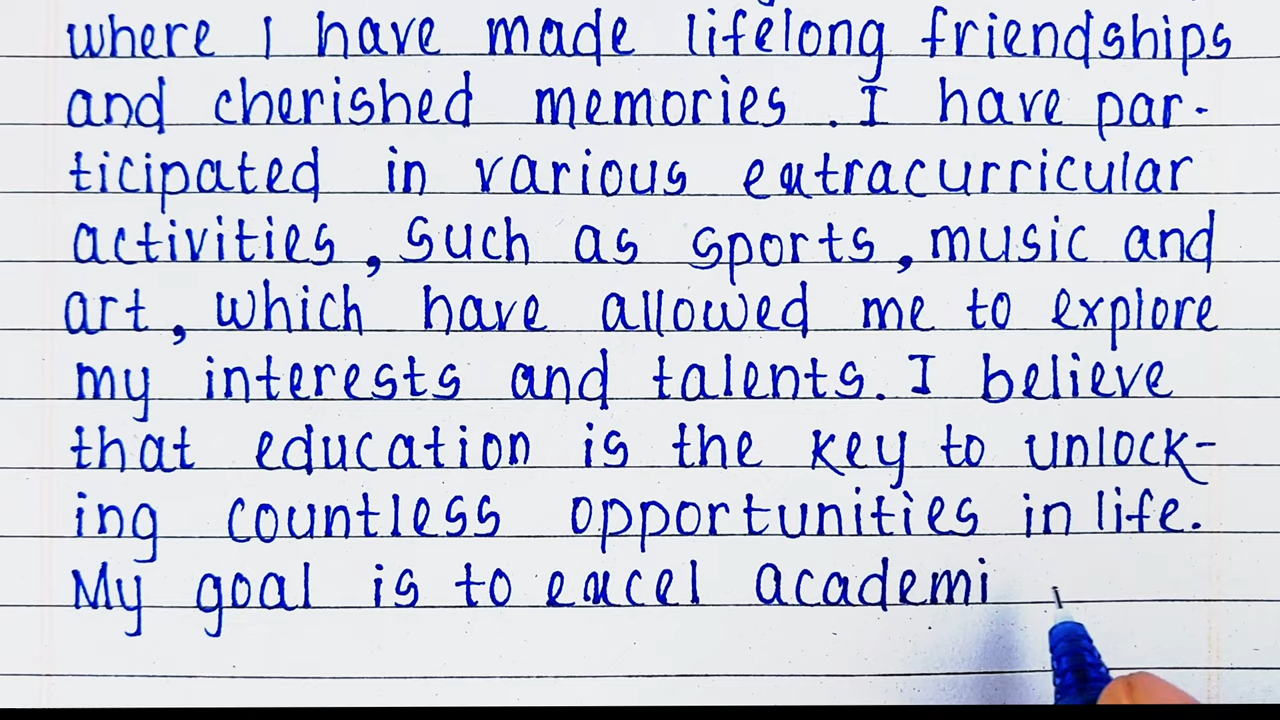 where I have made lifelong friendships
and cherished memories. I have par-
ticipated in various extracurricular
activities, such as sports, music and
art, which have allowed me to explore
my interests and talents. I believe
that education is the key to unlock-
ing countless opportunities in life.
My goal is to excel academi